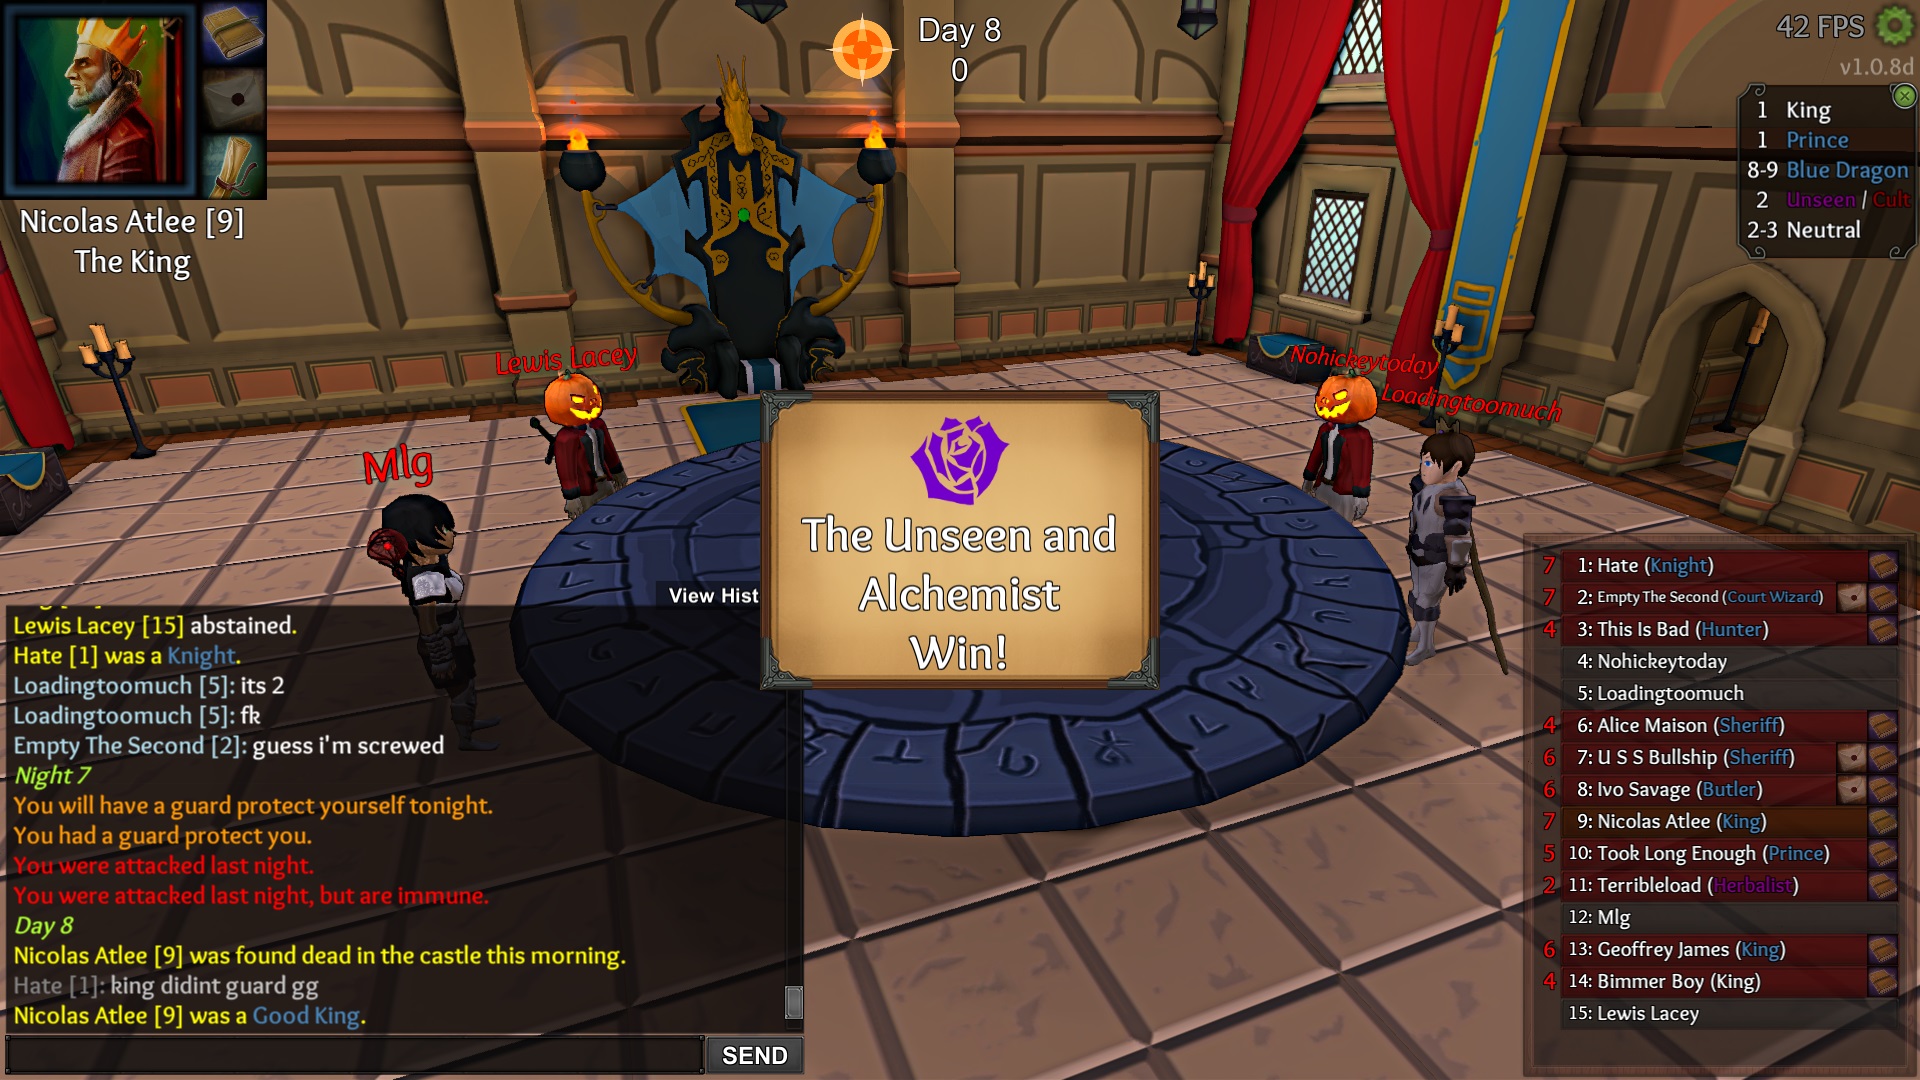 Nicolas Atlee [9]
The King
Day 8
0
42 FPS
v1.0.8d
1 King
1 Prince
8-9 Blue Dragon
2 Unseen / Cult
2-3 Neutral
Lewis Lacey
Nohickeytoday
Loadingtoomuch
Mlg
The Unseen and
Alchemist
Win!
View Hist
Lewis Lacey [15] abstained.
Hate [1] was a Knight.
Loadingtoomuch [5]: its 2
Loadingtoomuch [5]: fk
Empty The Second [2]: guess i'm screwed
Night 7
You will have a guard protect yourself tonight.
You had a guard protect you.
You were attacked last night.
You were attacked last night, but are immune.
Day 8
Nicolas Atlee [9] was found dead in the castle this morning.
Hate [1]: king didint guard gg
Nicolas Atlee [9] was a Good King.
SEND
7 1: Hate (Knight)
7 2: Empty The Second (Court Wizard)
4 3: This Is Bad (Hunter)
4: Nohickeytoday
5: Loadingtoomuch
4 6: Alice Maison (Sheriff)
6 7: U S S Bullship (Sheriff)
6 8: Ivo Savage (Butler)
7 9: Nicolas Atlee (King)
5 10: Took Long Enough (Prince)
2 11: Terribleload (Herbalist)
12: Mlg
6 13: Geoffrey James (King)
4 14: Bimmer Boy (King)
15: Lewis Lacey